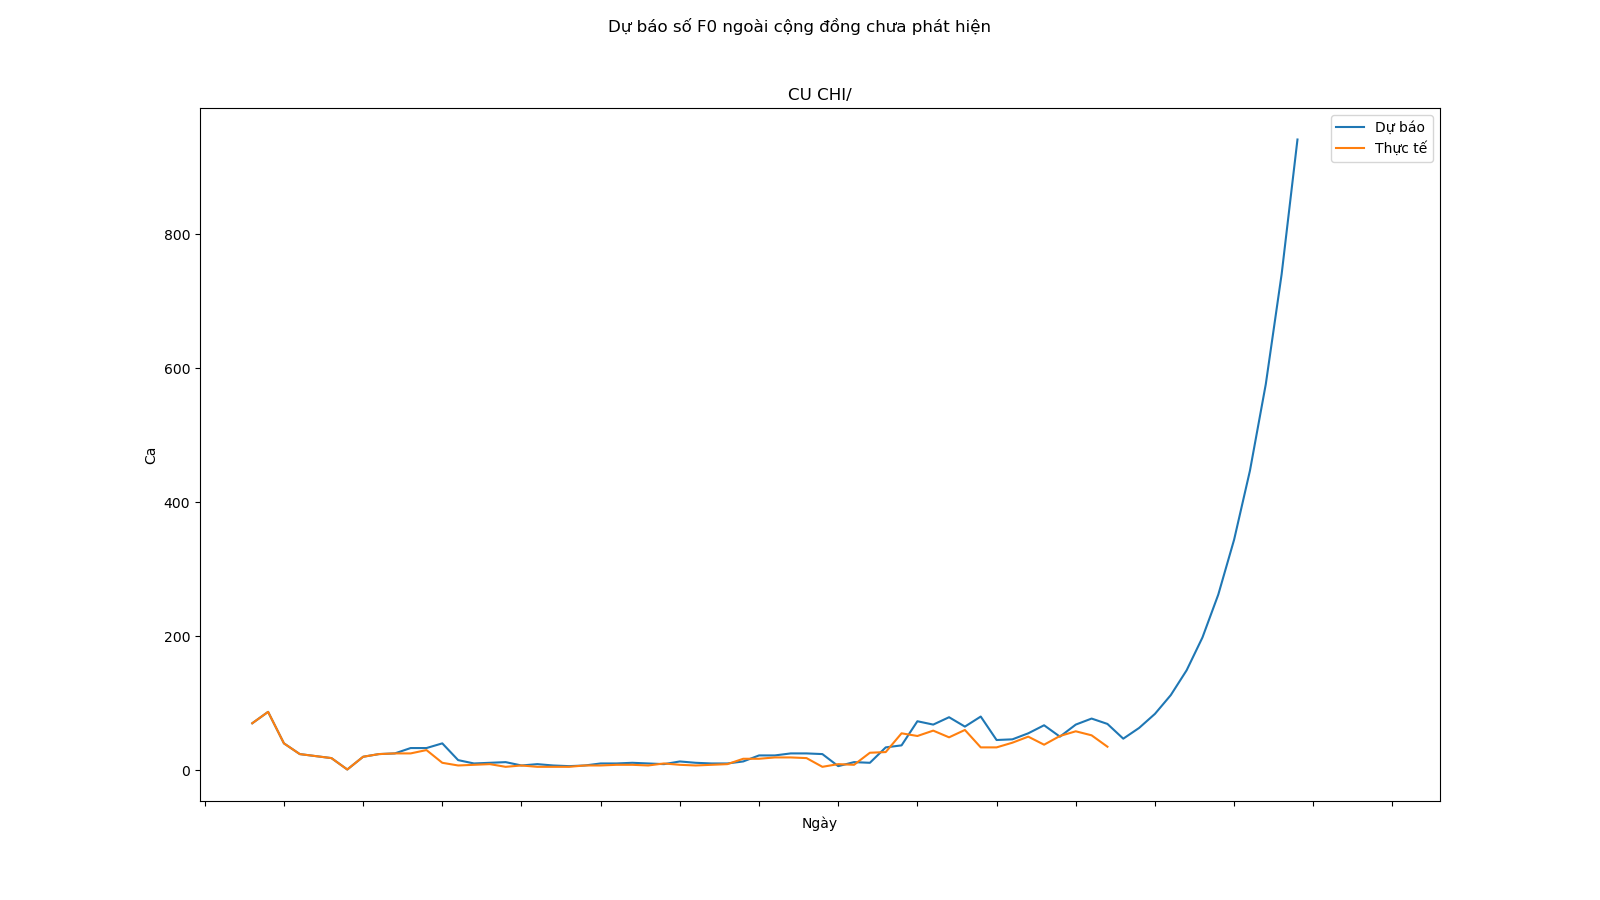 Dự báo số F0 ngoài cộng đồng chưa phát hiện
CU CHI/
Dự báo
Thực tế
800
600
400
200
0
Ca
Ngày